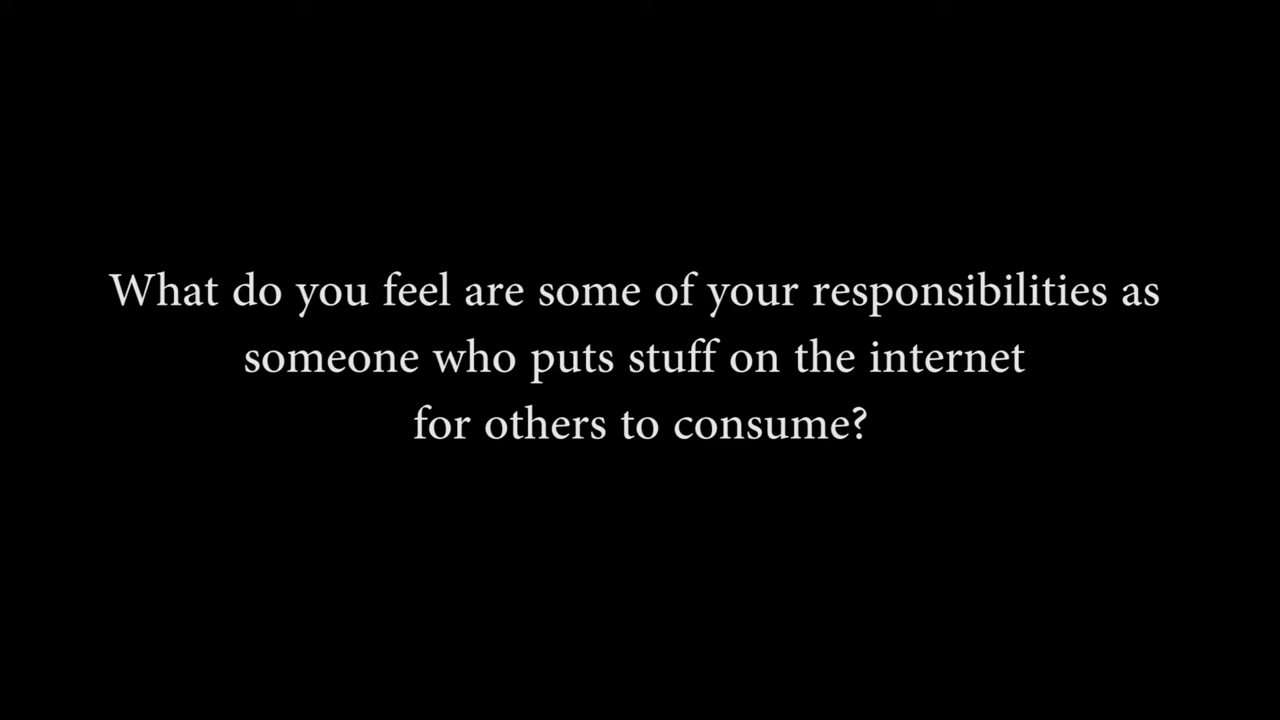 What do you feel are some of your responsibilities as
someone who puts stuff on the internet
for others to consume?